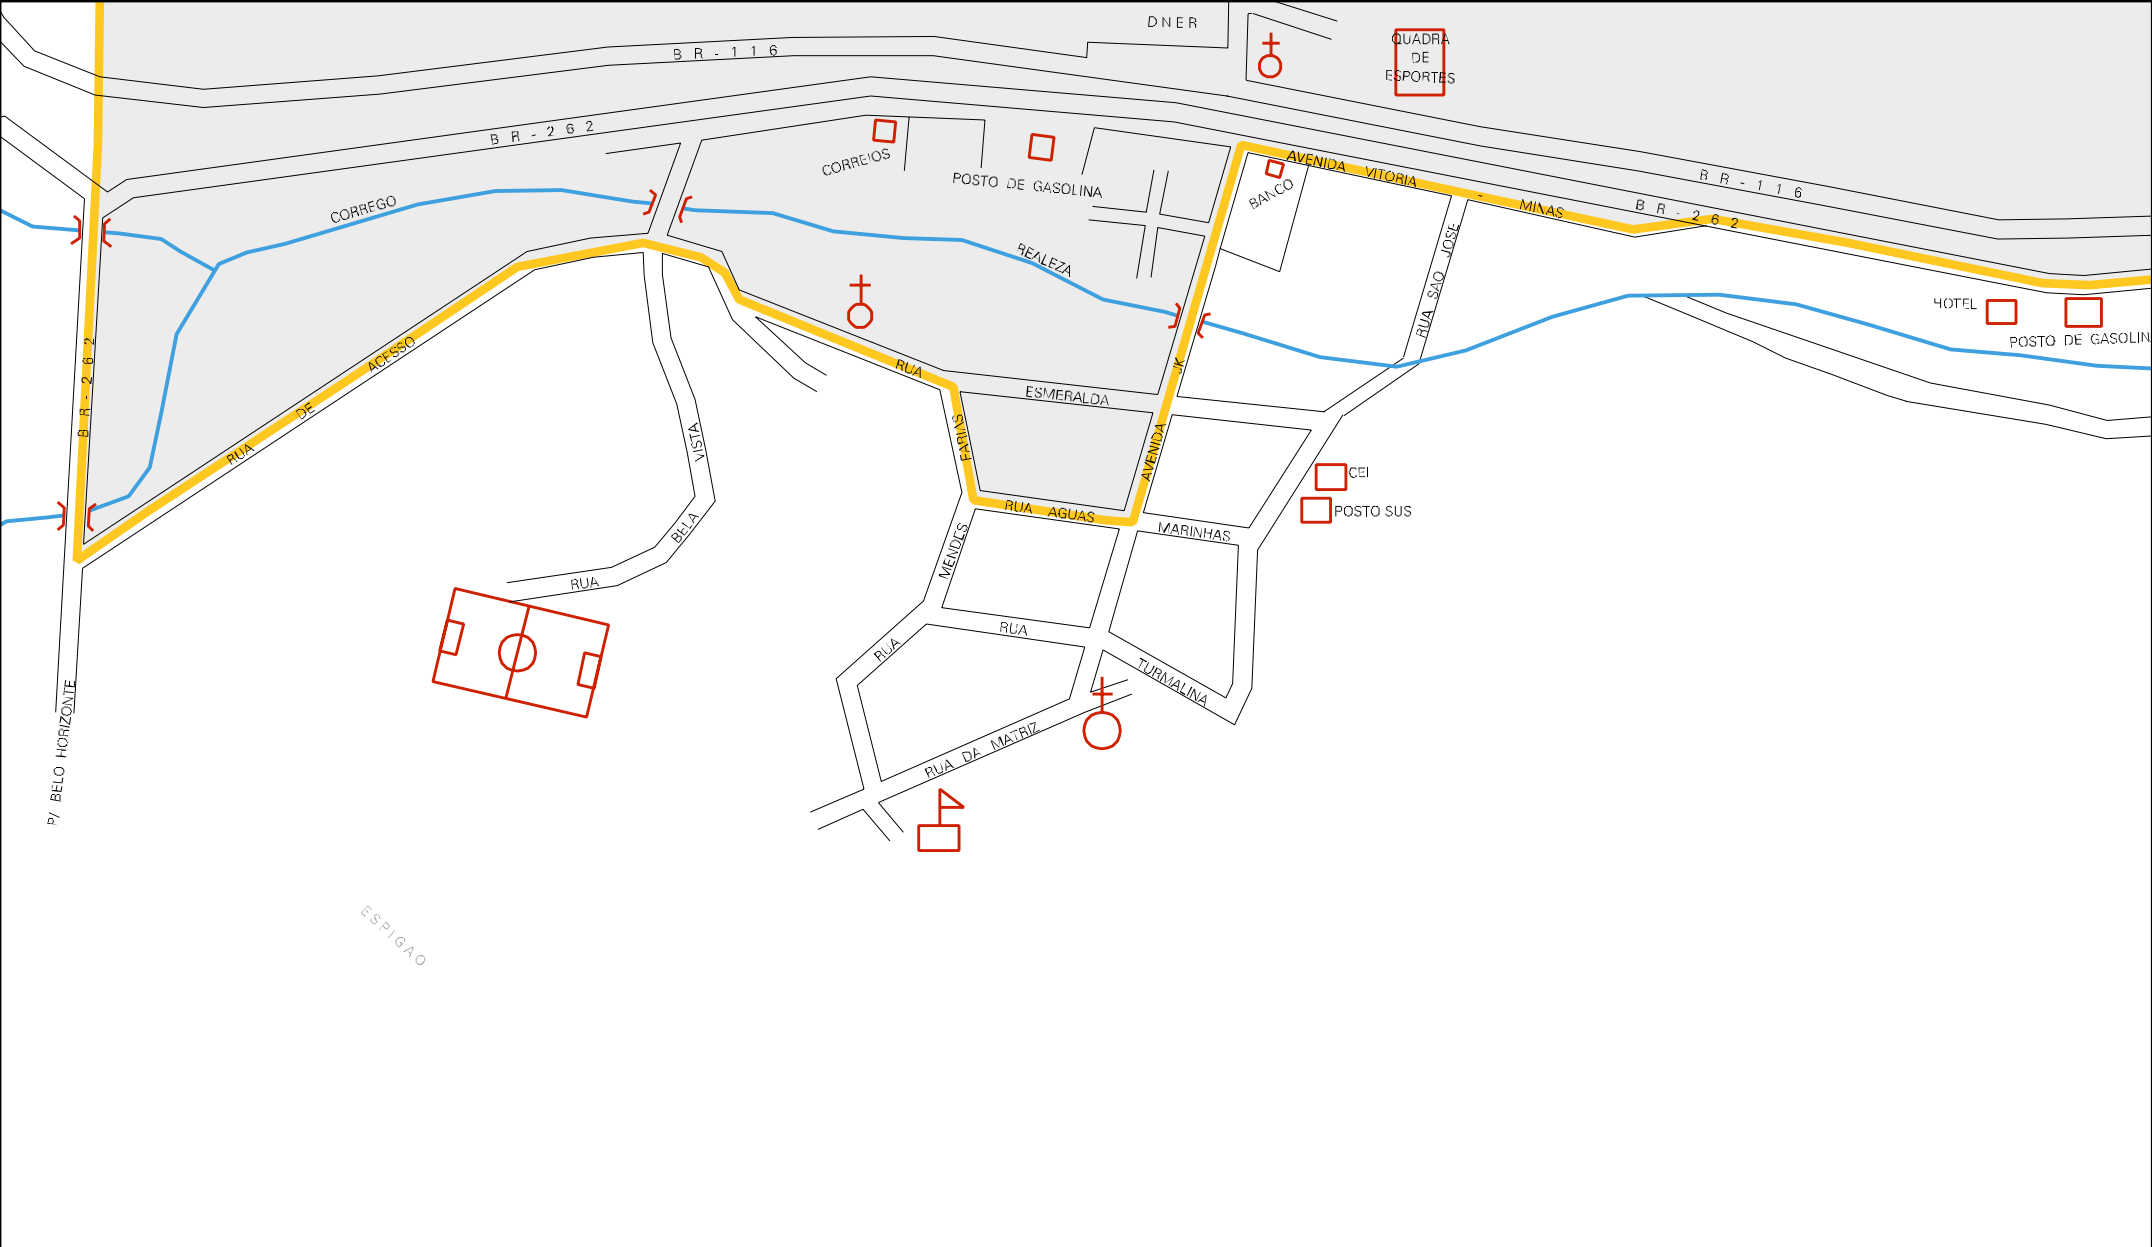 DNER
QUADRA
DE
ESPORTES
BR-116
BR-262
CORREIOS
POSTO DE GASOLINA
AVENIDA VITORIA - MINAS
BANCO
BR-116
BR-262
CORREGO
REALEZA
RUA SAO JOSE
HOTEL
POSTO DE GASOLIN
BR-262
RUA DE ACESSO
RUA
ESMERALDA
AVENIDA JK
FARIAS
VISTA
BELA
RUA
CEI
POSTO SUS
RUA AGUAS
MARINHAS
MENDES
RUA
RUA
TURMALINA
RUA DA MATRIZ
P/ BELO HORIZONTE
ESPIGAO